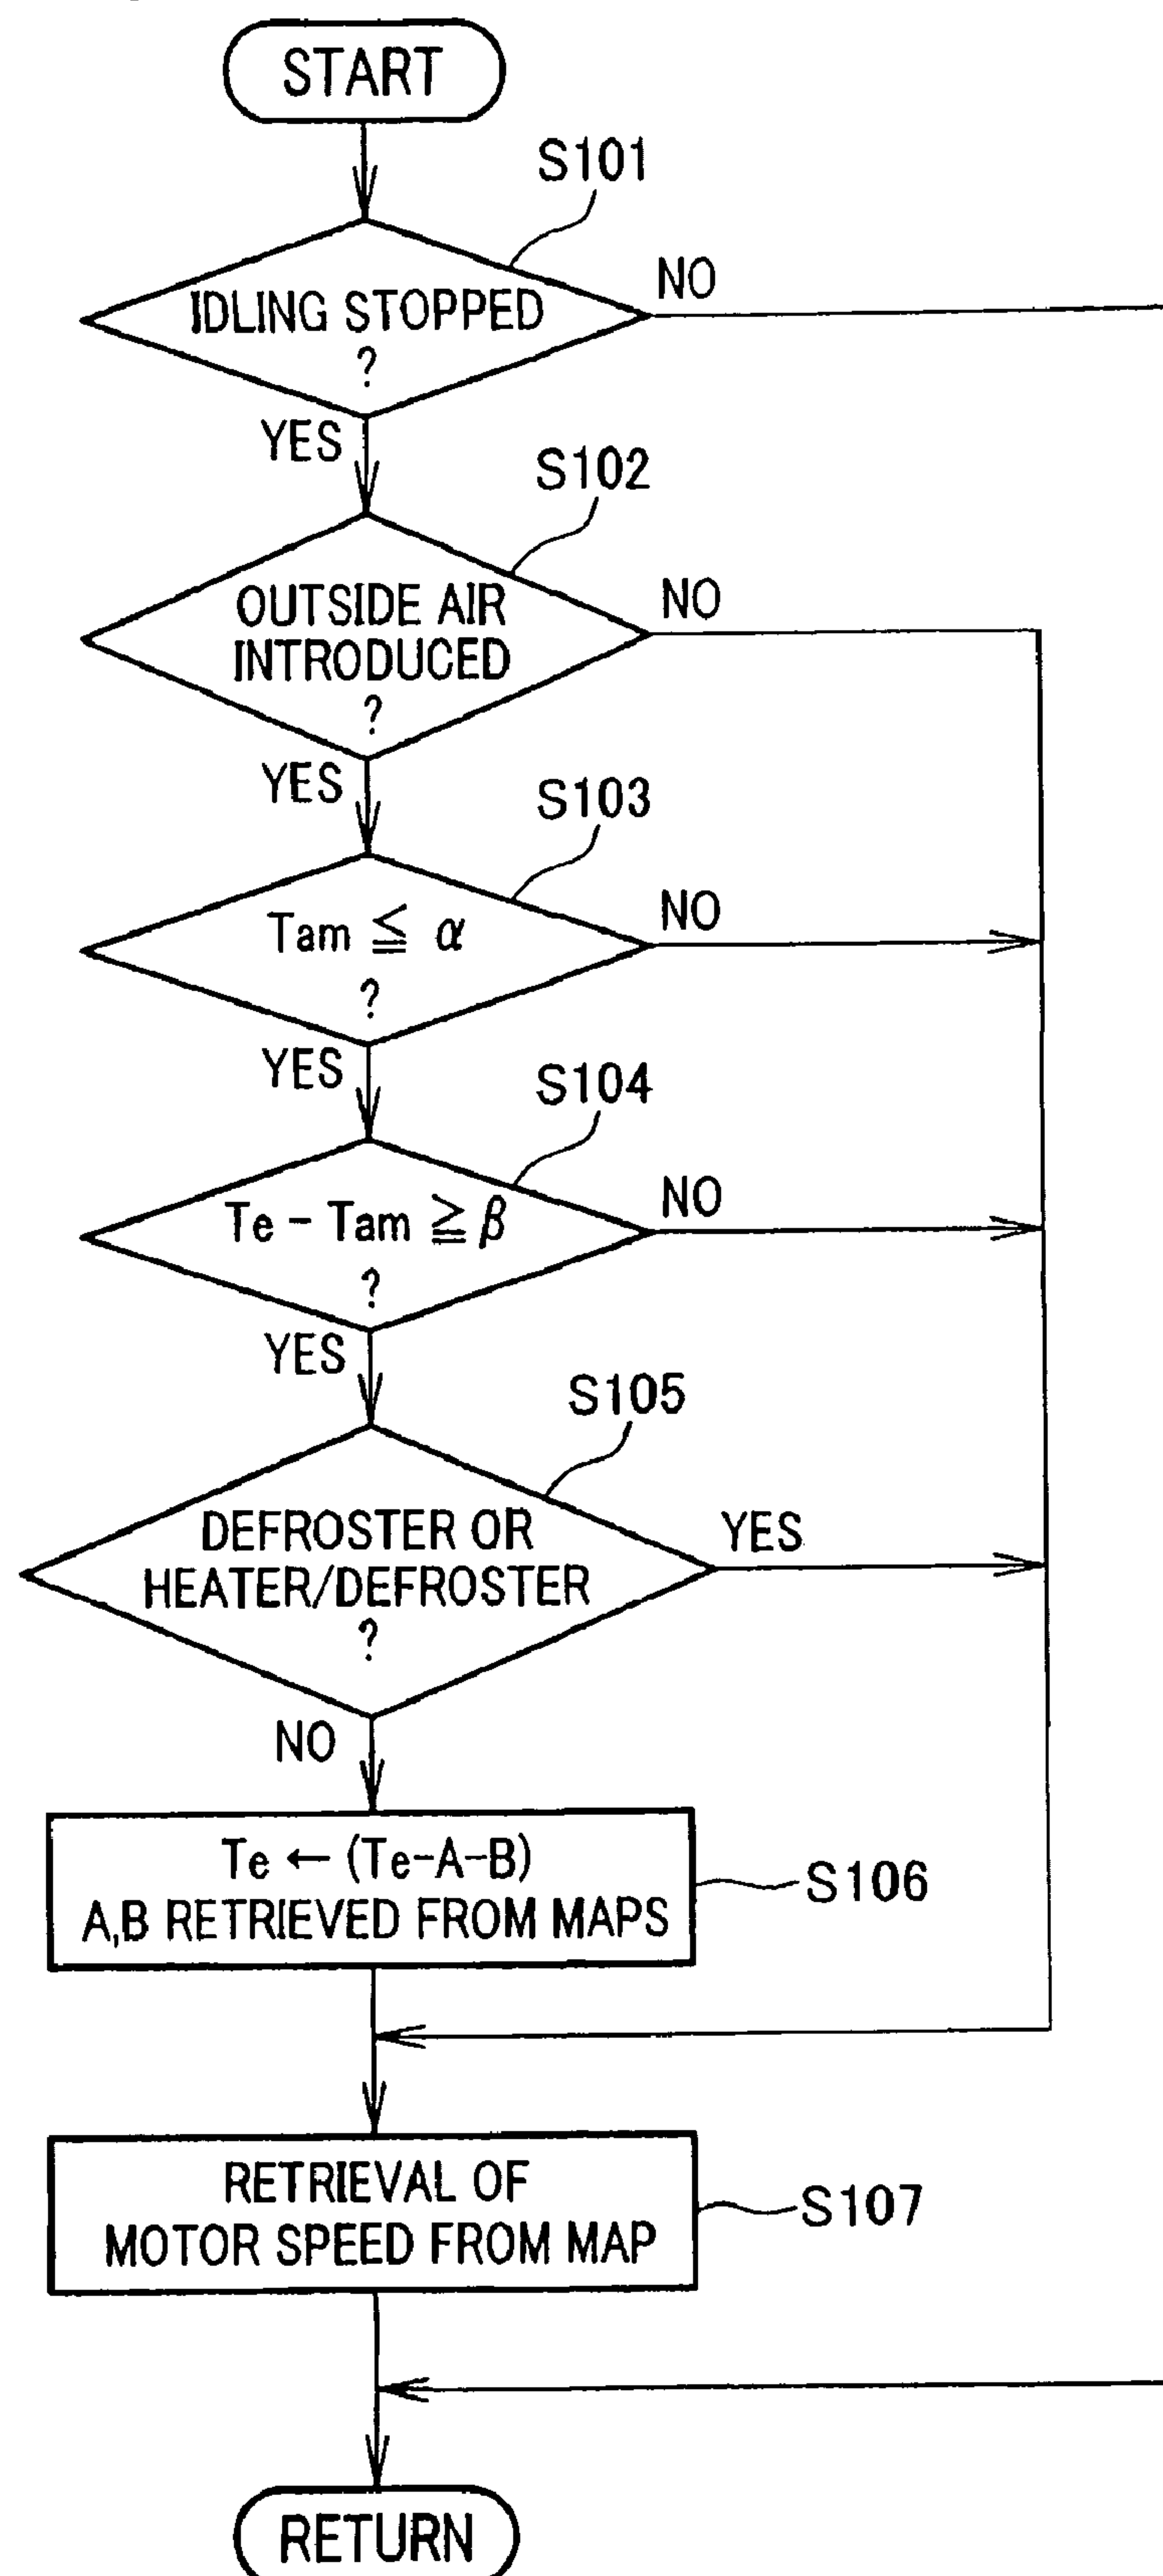 START
S101
IDLING STOPPED
?
NO
YES
S102
OUTSIDE AIR
INTRODUCED
?
NO
YES
S103
Tam ≦ α
?
NO
YES
S104
Te - Tam ≧ β
?
NO
YES
S105
DEFROSTER OR
HEATER/DEFROSTER
?
YES
NO
Te ← (Te-A-B)
A,B RETRIEVED FROM MAPS
S106
RETRIEVAL OF
MOTOR SPEED FROM MAP
S107
RETURN